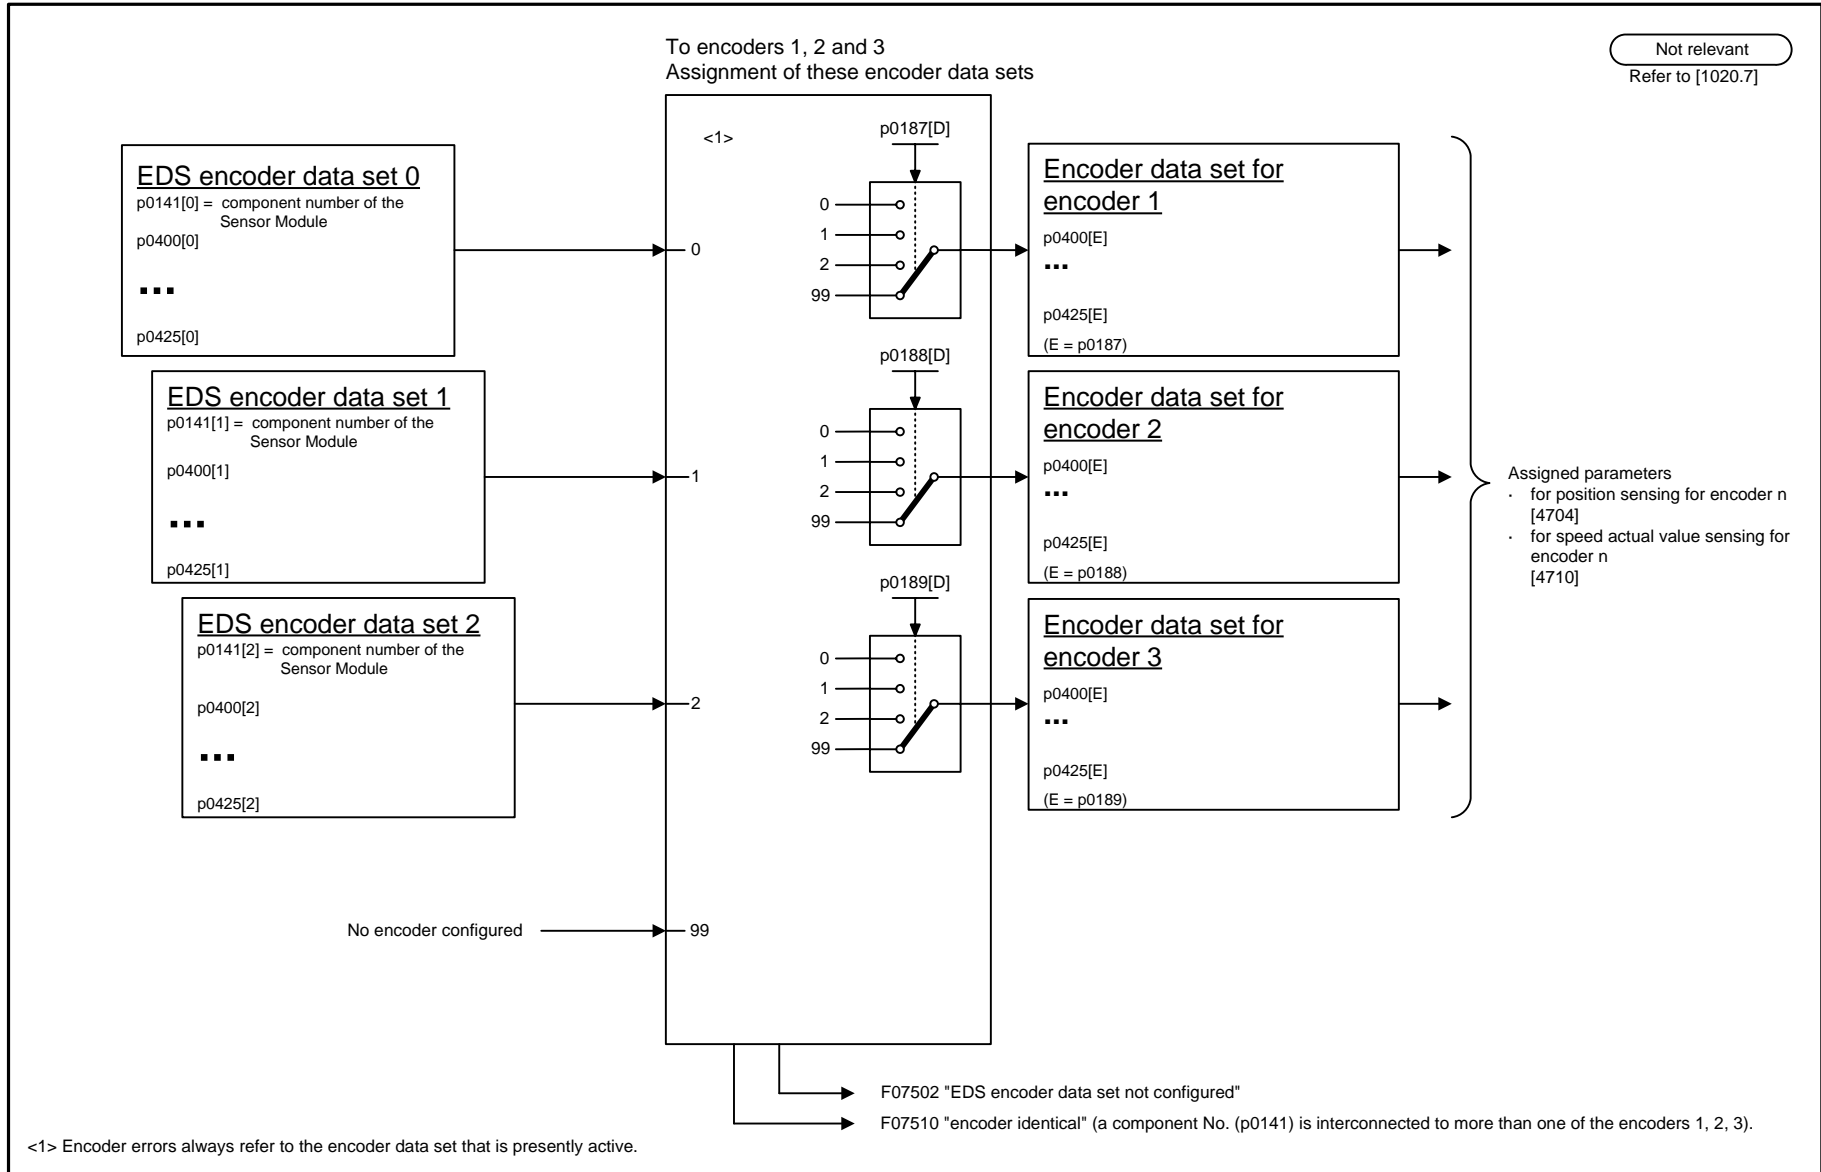 To encoders 1, 2 and 3
Assignment of these encoder data sets
Not relevant
Refer to [1020.7]
<1>
EDS encoder data set 0
p0141[0] = component number of the
Sensor Module
p0400[0]
...
p0425[0]
EDS encoder data set 1
p0141[1] = component number of the
Sensor Module
p0400[1]
...
p0425[1]
EDS encoder data set 2
p0141[2] = component number of the
Sensor Module
p0400[2]
...
p0425[2]
No encoder configured
0
1
2
99
p0187[D]
0
1
2
99
p0188[D]
0
1
2
99
p0189[D]
0
1
2
99
Encoder data set for
encoder 1
p0400[E]
...
p0425[E]
(E = p0187)
Encoder data set for
encoder 2
p0400[E]
...
p0425[E]
(E = p0188)
Encoder data set for
encoder 3
p0400[E]
...
p0425[E]
(E = p0189)
Assigned parameters
· for position sensing for encoder n
[4704]
· for speed actual value sensing for
encoder n
[4710]
F07502 "EDS encoder data set not configured"
F07510 "encoder identical" (a component No. (p0141) is interconnected to more than one of the encoders 1, 2, 3).
<1> Encoder errors always refer to the encoder data set that is presently active.